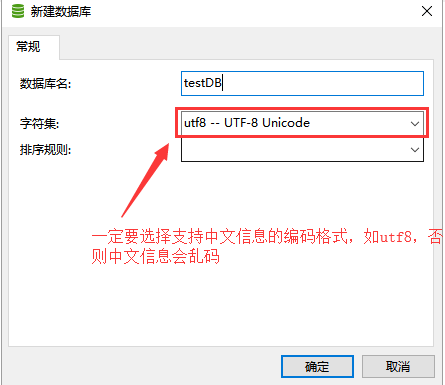 新建数据库
常规
数据库名: testDB
字符集: utf8 -- UTF-8 Unicode
排序规则:
一定要选择支持中文信息的编码格式，如utf8，否
则中文信息会乱码
确定 取消